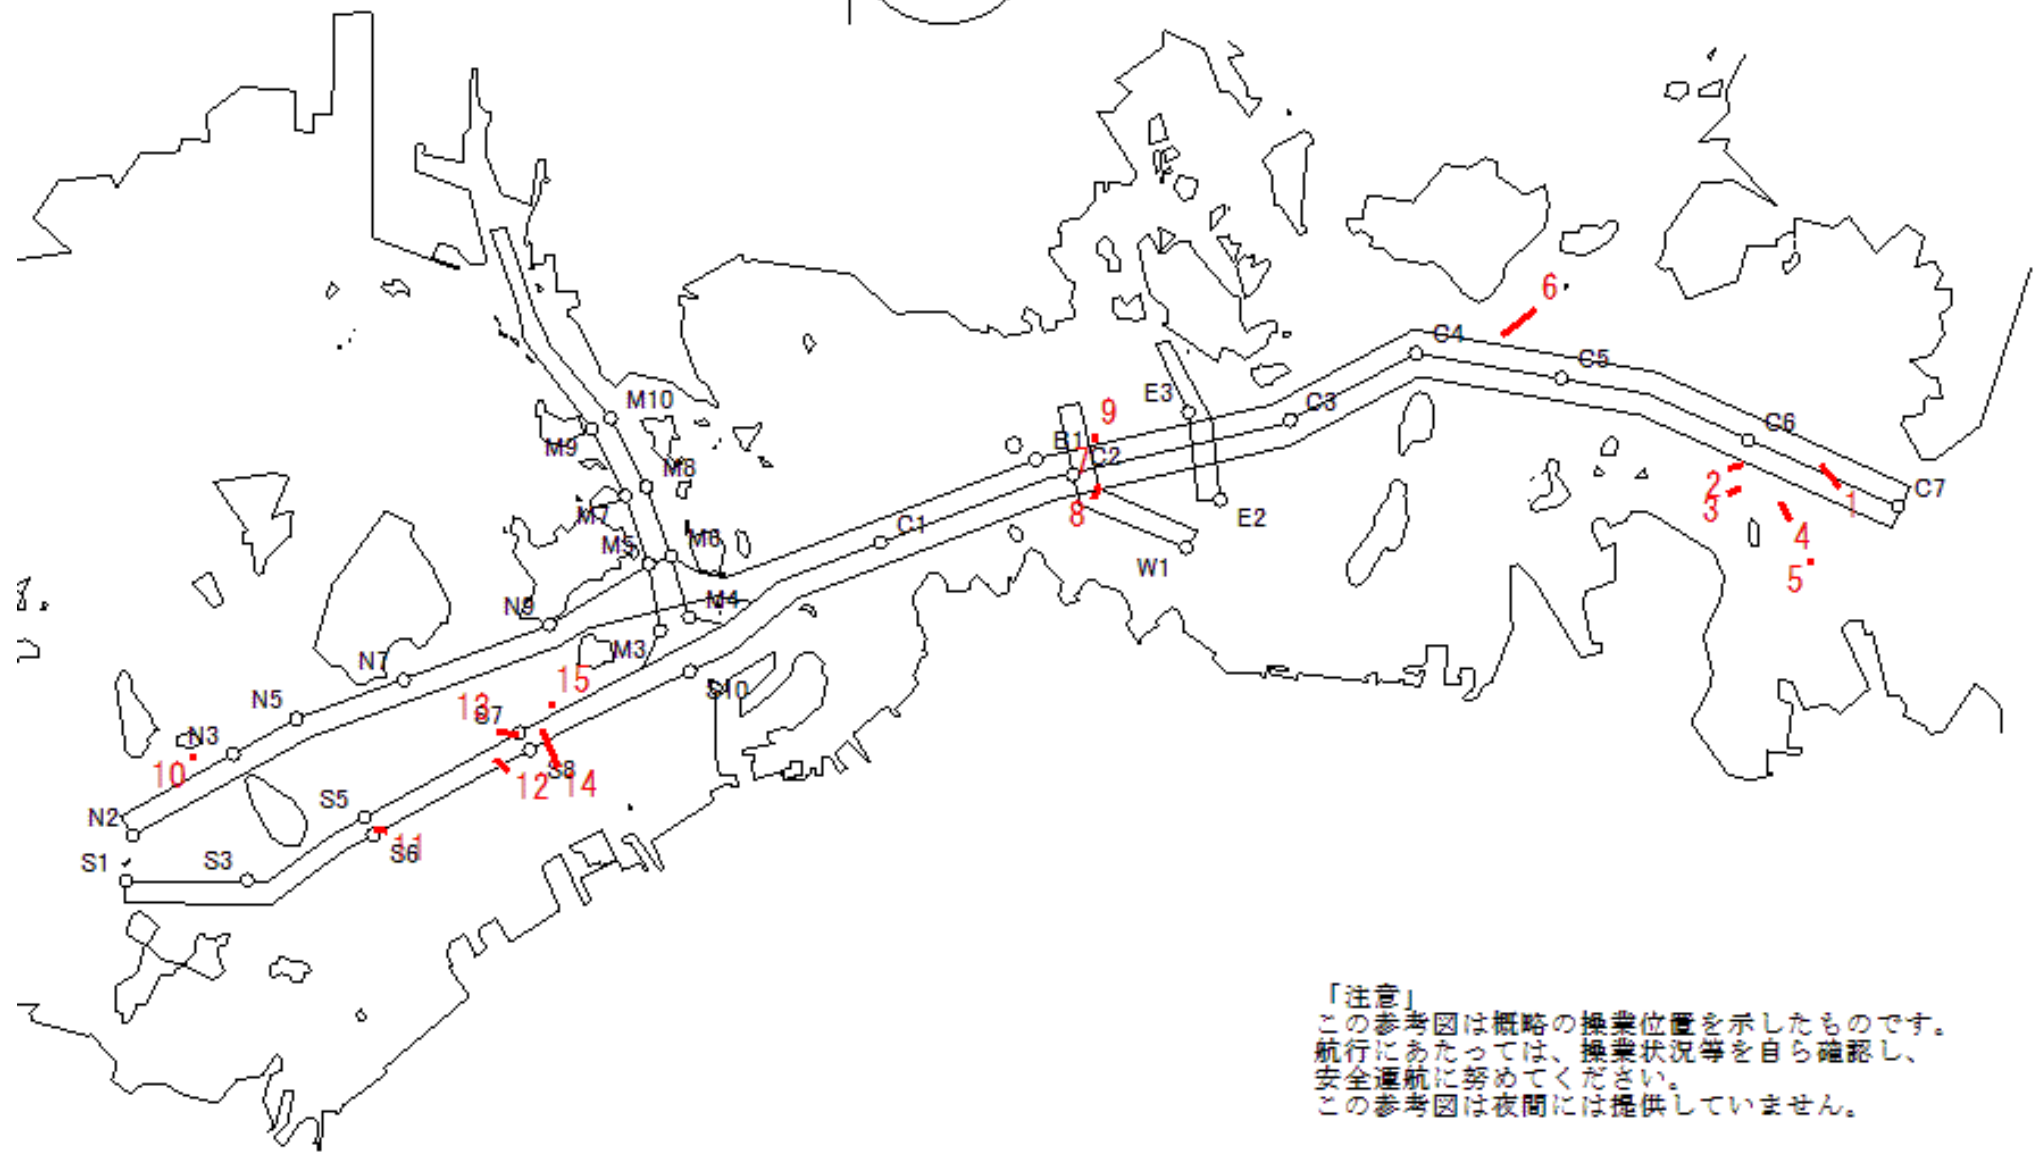 6
C4
C5
M10
E3
9
C3
C6
M9
B1
7
C2
M8
2
1
C7
3
M7
8
E2
4
M5
M6
W1
5
C1
N9
M4
M3
N7
15
S10
N5
13
S7
N3
10
S8
12
14
S5
N2
11
S6
S1
S3
「注意」
この参考図は概略の操業位置を示したものです。
航行にあたっては、操業状況等を自ら確認し、
安全運航に努めてください。
この参考図は夜間には提供していません。